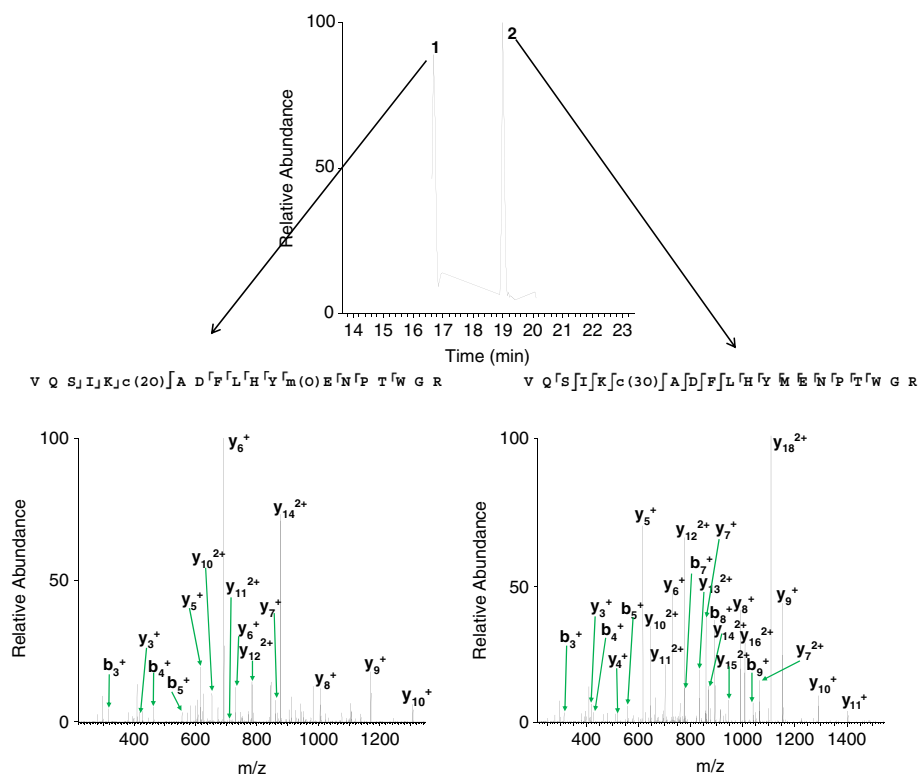 100
1
2
50
0
Relative Abundance
14 15 16 17 18 19 20 21 22 23
Time (min)
V Q S I K c(2O) A D F L H Y m(O) E N P T W G R
V Q S I K c(3O) A D F L H Y M E N P T W G R
100
y6+
y14 2+
y10 2+
y11 2+
y5+
y7+
y6+
y3+
y12 2+
b3+
b4+
b5+
y9+
y8+
y10+
50
0
Relative Abundance
400 600 800 1000 1200
m/z
100
y18 2+
y5+
y12 2+
y7+
b7+
y13 2+
y6+
y9+
y3+
b5+
b8+
y8+
b3+
b4+
y10 2+
y14 2+
y16 2+
y4+
y11 2+
y15 2+
b9+
y7 2+
y10+
y11+
50
0
Relative Abundance
400 600 800 1000 1200 1400
m/z